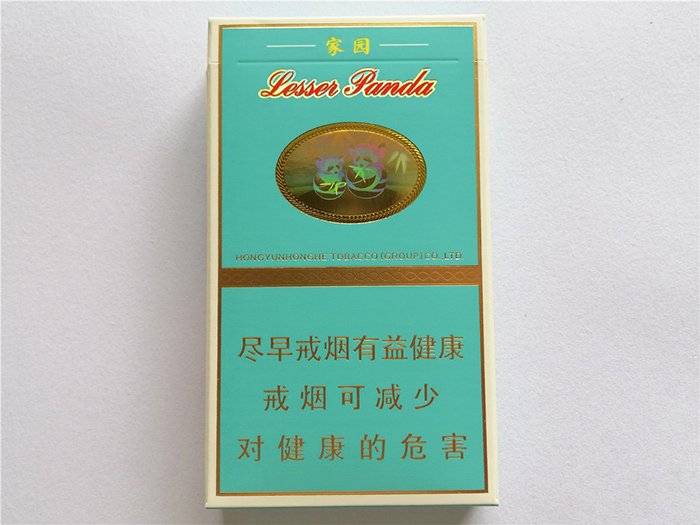 家园
Lesser Panda
HONGYUNHONGHE TOBACCO (GROUP) CO.,LTD.
尽早戒烟有益健康
戒烟可减少
对健康的危害